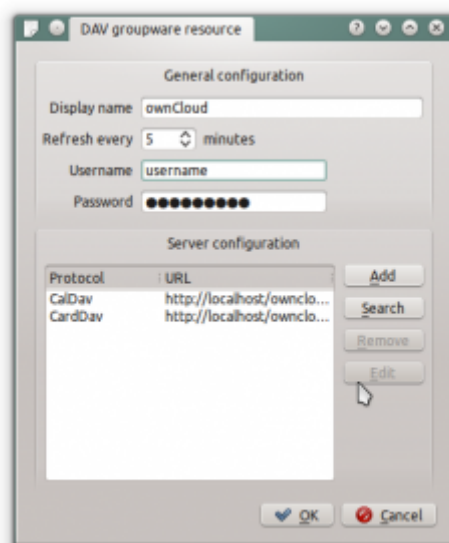 DAV groupware resource
General configuration
Display name ownCloud
Refresh every 5 minutes
Username username
Password ●●●●●●●●●
Server configuration
Protocol URL
CalDav http://localhost/ownclo...
CardDav http://localhost/ownclo...
Add
Search
Remove
Edit
OK Cancel